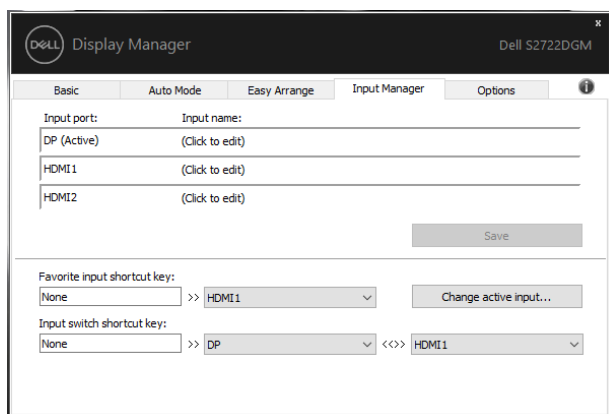 x
DELL Display Manager Dell S2722DGM
Basic Auto Mode Easy Arrange Input Manager Options i
Input port: Input name:
DP (Active) (Click to edit)
HDMI1 (Click to edit)
HDMI2 (Click to edit)
Save
Favorite input shortcut key:
None >> HDMI1 Change active input...
Input switch shortcut key:
None >> DP <<>> HDMI1